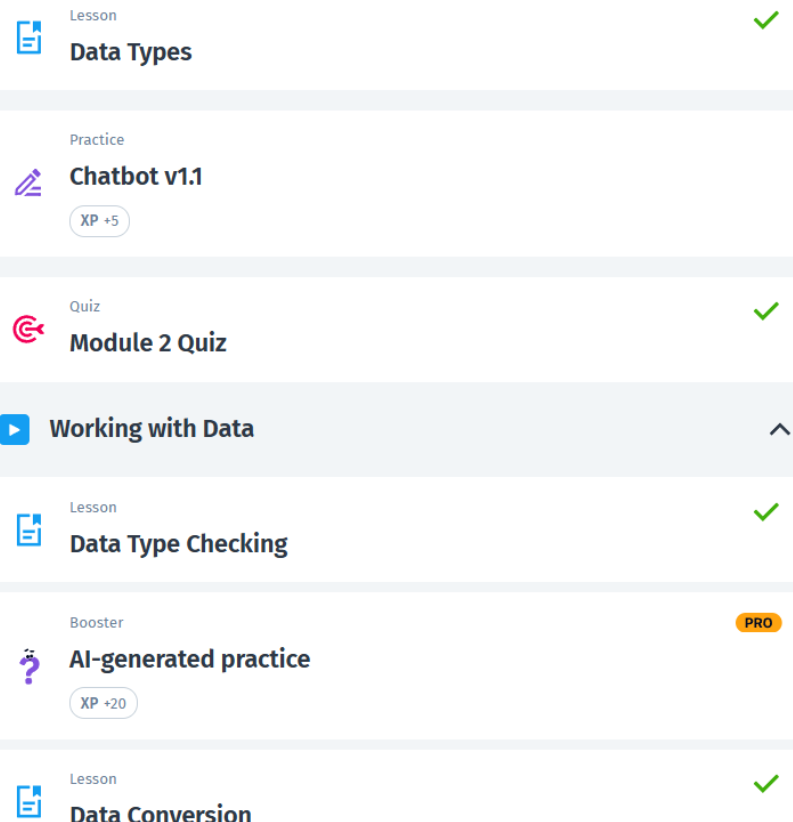 Lesson
Data Types
Practice
Chatbot v1.1
XP +5
Quiz
Module 2 Quiz
Working with Data
Lesson
Data Type Checking
Booster
PRO
AI-generated practice
XP +20
Lesson
Data Conversion